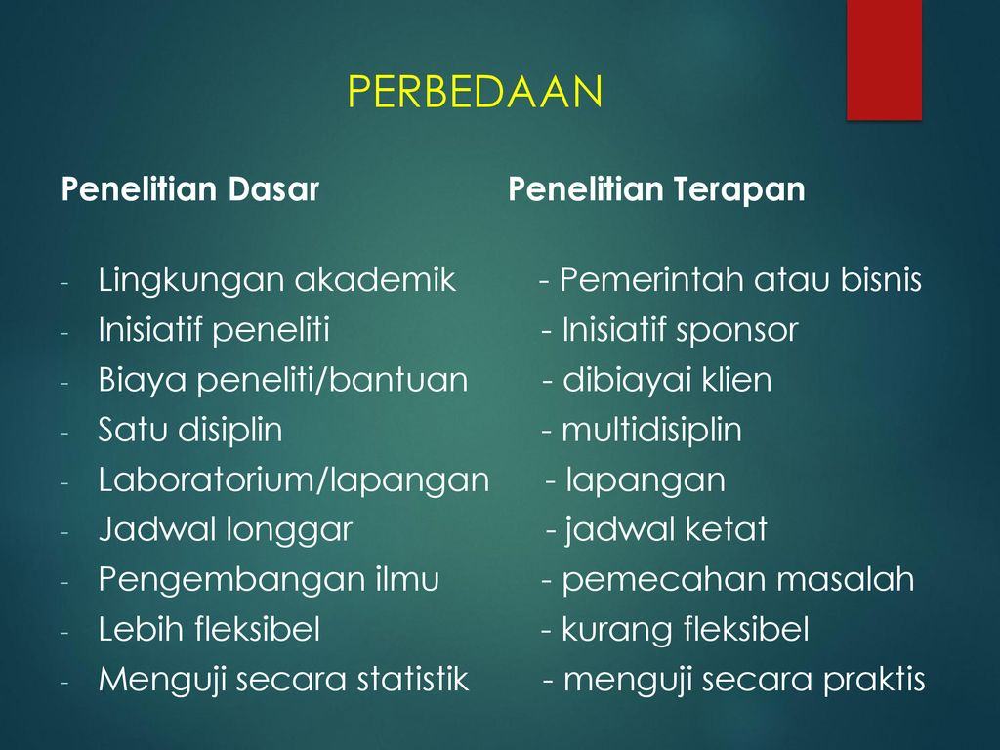 PERBEDAAN
Penelitian Dasar Penelitian Terapan
- Lingkungan akademik - Pemerintah atau bisnis
- Inisiatif peneliti - Inisiatif sponsor
- Biaya peneliti/bantuan - dibiayai klien
- Satu disiplin - multidisiplin
- Laboratorium/lapangan - lapangan
- Jadwal longgar - jadwal ketat
- Pengembangan ilmu - pemecahan masalah
- Lebih fleksibel - kurang fleksibel
- Menguji secara statistik - menguji secara praktis